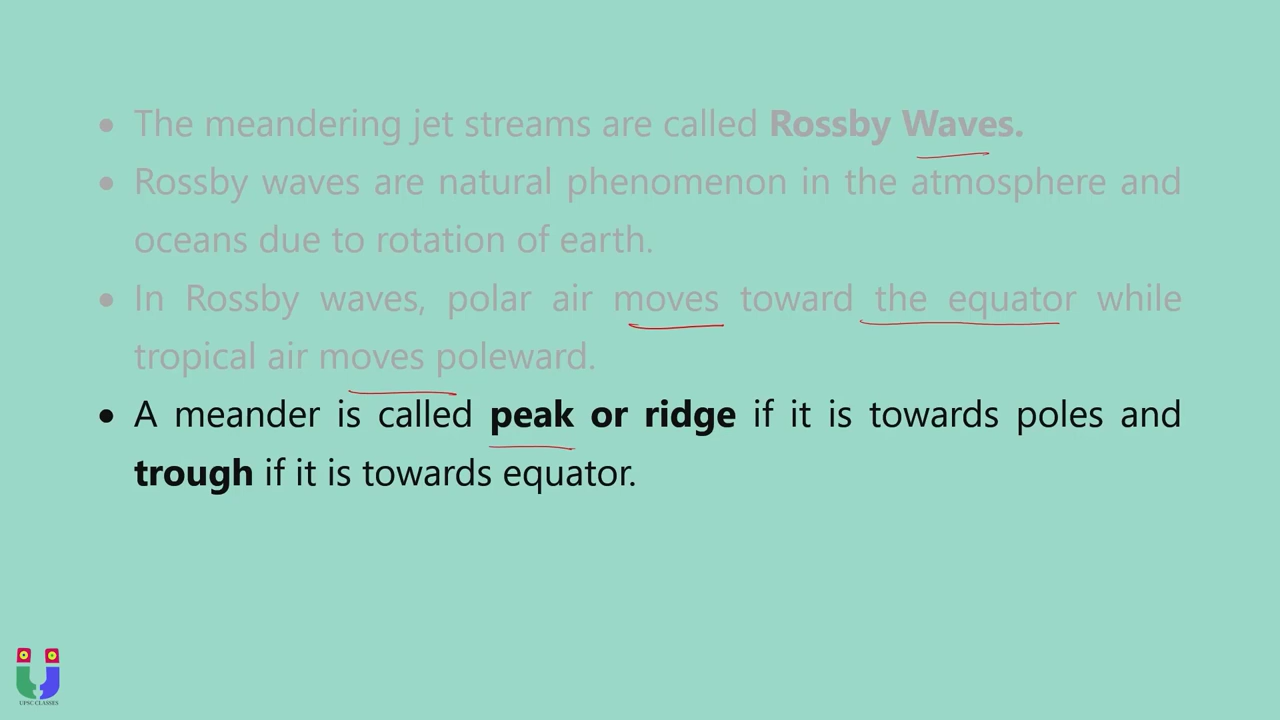 • The meandering jet streams are called Rossby Waves.
• Rossby waves are natural phenomenon in the atmosphere and
oceans due to rotation of earth.
• In Rossby waves, polar air moves toward the equator while
tropical air moves poleward.
• A meander is called peak or ridge if it is towards poles and
trough if it is towards equator.
UPSC CLASSES